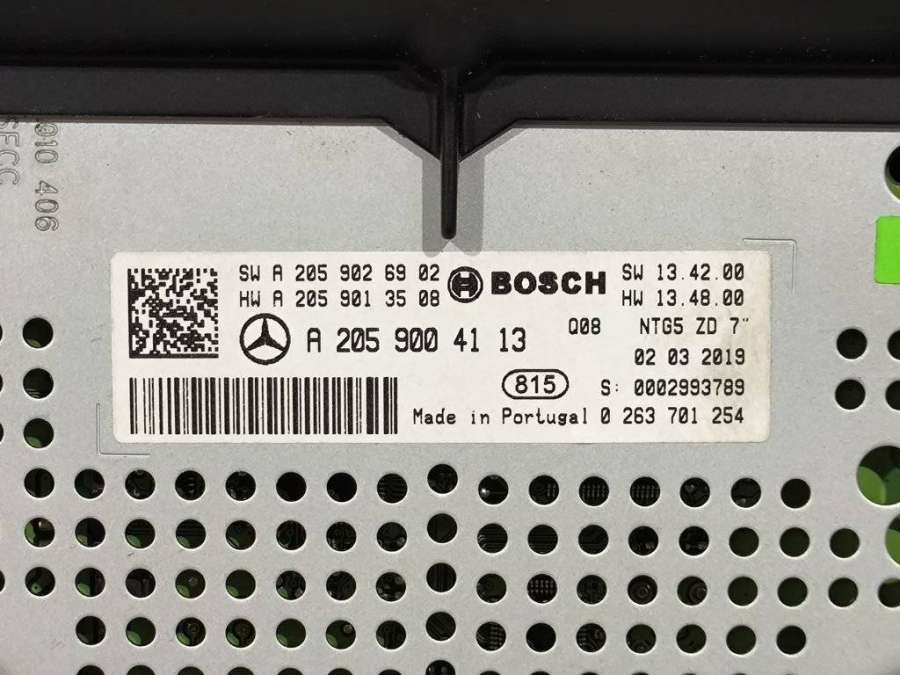 .010 406
SECC
SW A 205 902 69 02
HW A 205 901 35 08
BOSCH
SW 13.42.00
HW 13.48.00
A 205 900 41 13
Q08
NTG5 ZD 7"
02 03 2019
815
S: 0002993789
Made in Portugal 0 263 701 254